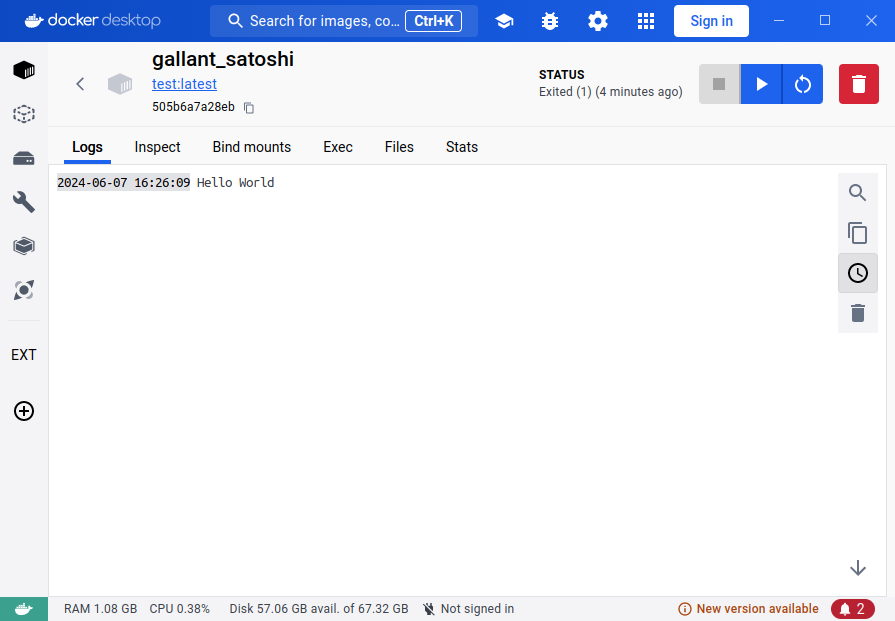 docker desktop
Search for images, co... Ctrl+K
Sign in
gallant_satoshi
test:latest
505b6a7a28eb
STATUS
Exited (1) (4 minutes ago)
Logs Inspect Bind mounts Exec Files Stats
2024-06-07 16:26:09 Hello World
EXT
RAM 1.08 GB CPU 0.38% Disk 57.06 GB avail. of 67.32 GB Not signed in New version available 2